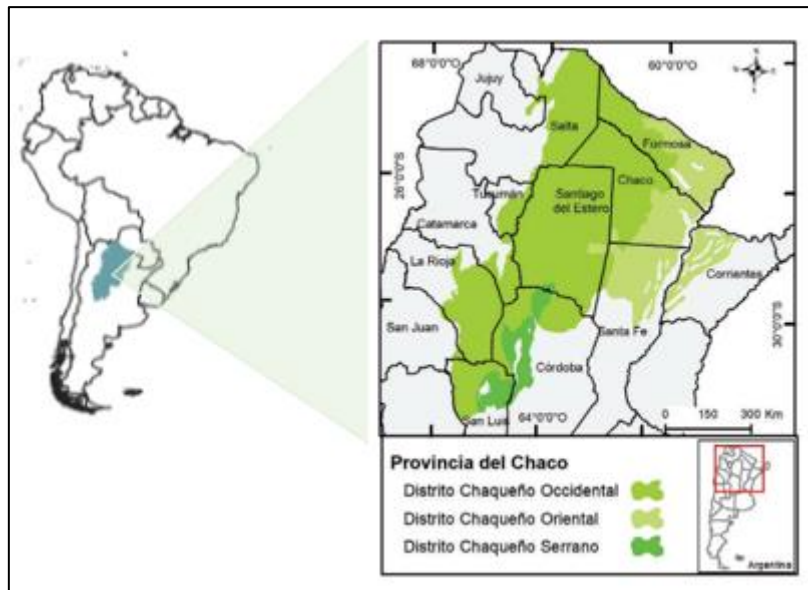 68°0'0"O
60°0'0"O
Jujuy
Salta
Formosa
26°0'0"S
Chaco
Tucumán
Santiago
del Estero
Catamarca
La Rioja
Corrientes
San Juan
Santa Fe
30°0'0"S
Córdoba
San Luis
64°0'0"O
0 150 300 Km
Provincia del Chaco
Distrito Chaqueño Occidental
Distrito Chaqueño Oriental
Distrito Chaqueño Serrano
Argentina